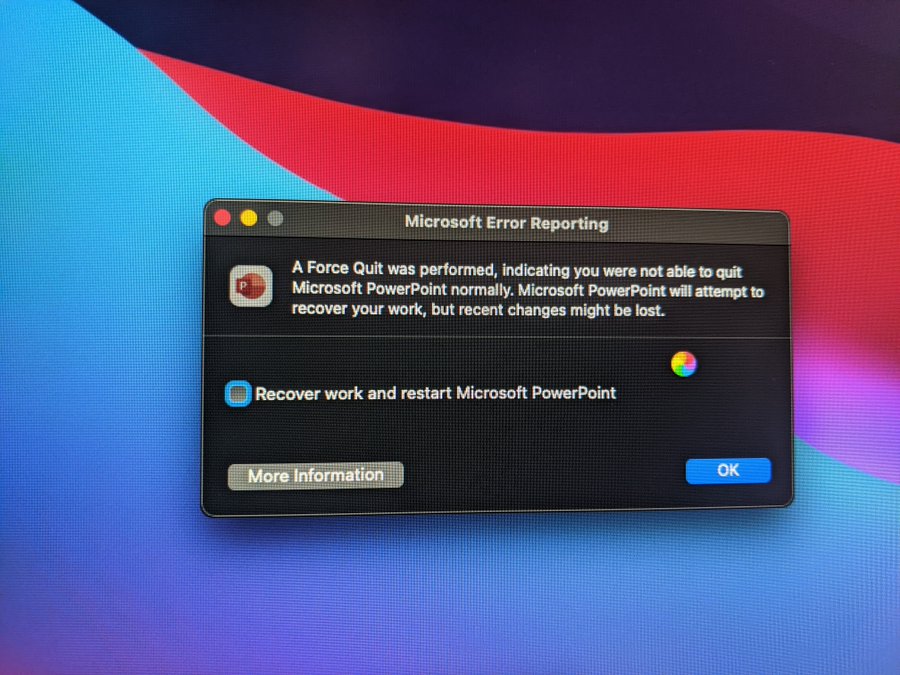 Microsoft Error Reporting
A Force Quit was performed, indicating you were not able to quit
Microsoft PowerPoint normally. Microsoft PowerPoint will attempt to
recover your work, but recent changes might be lost.
P
Recover work and restart Microsoft PowerPoint
More Information
OK